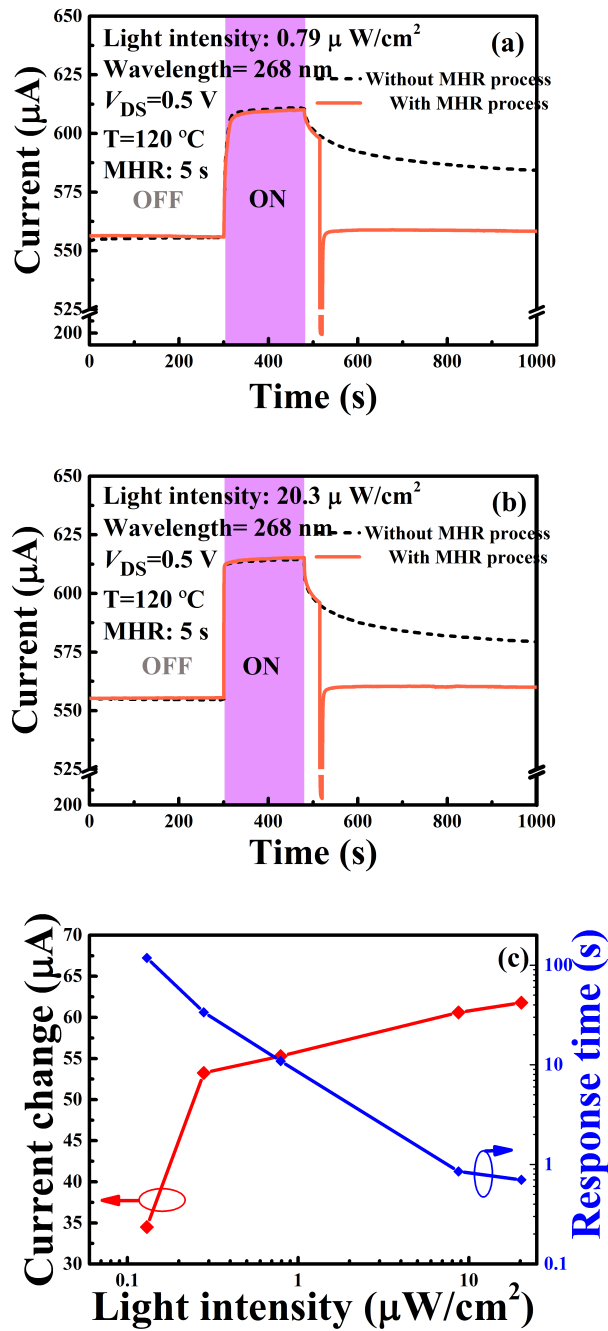 650
625
600
575
550
525
200
Current (μA)
Light intensity: 0.79 μ W/cm²
(a)
Wavelength= 268 nm
Without MHR process
V_DS=0.5 V
With MHR process
T=120 ºC
MHR: 5 s
OFF
ON
0 200 400 600 800 1000
Time (s)
650
625
600
575
550
525
200
Current (μA)
Light intensity: 20.3 μ W/cm²
(b)
Wavelength= 268 nm
Without MHR process
V_DS=0.5 V
With MHR process
T=120 ºC
MHR: 5 s
OFF
ON
0 200 400 600 800 1000
Time (s)
70
65
60
55
50
45
40
35
30
Current change (μA)
(c)
100
10
1
0.1
Response time (s)
0.1 1 10
Light intensity (μW/cm²)